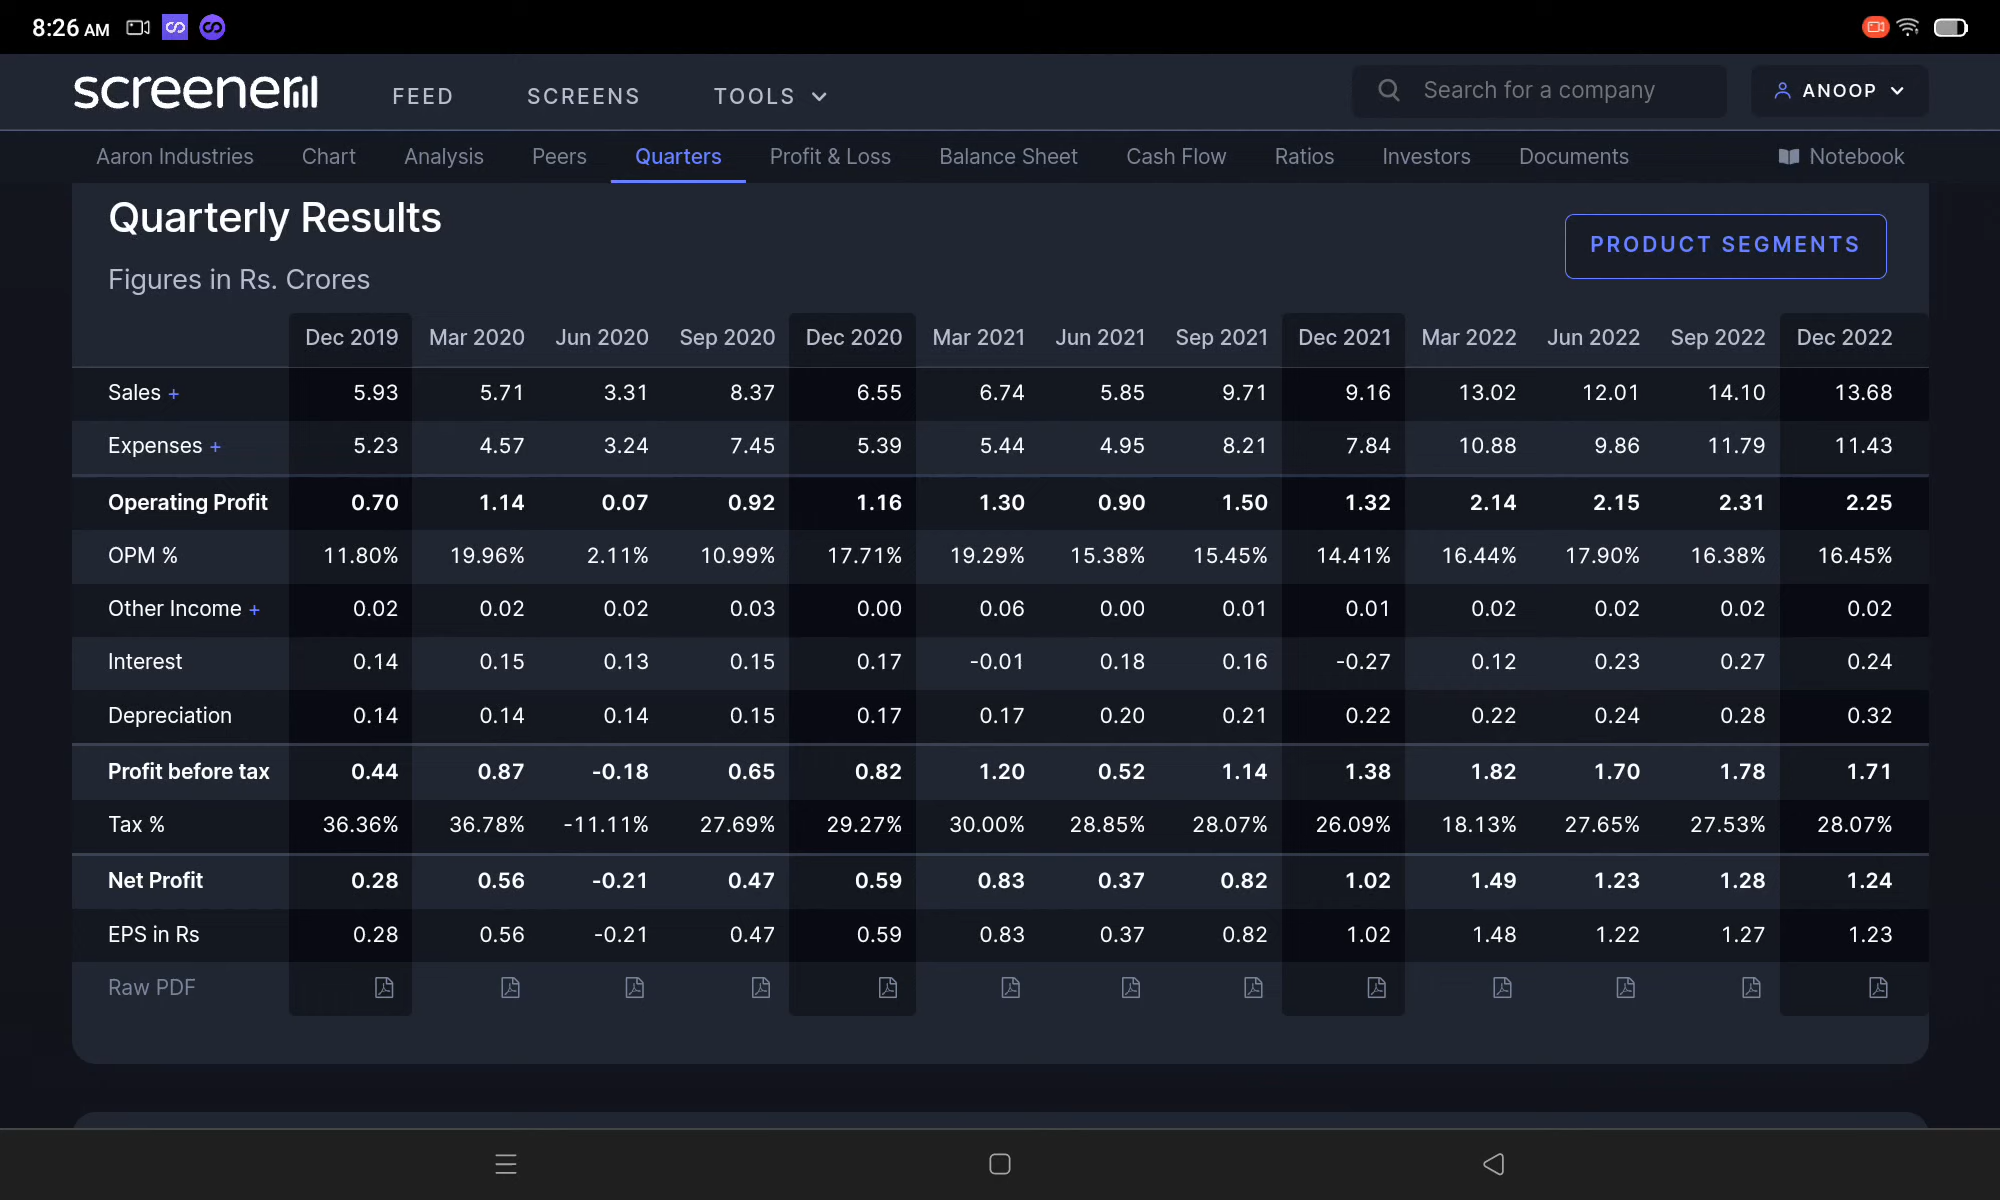 8:26 AM
screener
FEED SCREENS TOOLS
Search for a company
ANOOP
Aaron Industries Chart Analysis Peers Quarters Profit & Loss Balance Sheet Cash Flow Ratios Investors Documents Notebook
Quarterly Results
PRODUCT SEGMENTS
Figures in Rs. Crores
Dec 2019 Mar 2020 Jun 2020 Sep 2020 Dec 2020 Mar 2021 Jun 2021 Sep 2021 Dec 2021 Mar 2022 Jun 2022 Sep 2022 Dec 2022
Sales + 5.93 5.71 3.31 8.37 6.55 6.74 5.85 9.71 9.16 13.02 12.01 14.10 13.68
Expenses + 5.23 4.57 3.24 7.45 5.39 5.44 4.95 8.21 7.84 10.88 9.86 11.79 11.43
Operating Profit 0.70 1.14 0.07 0.92 1.16 1.30 0.90 1.50 1.32 2.14 2.15 2.31 2.25
OPM % 11.80% 19.96% 2.11% 10.99% 17.71% 19.29% 15.38% 15.45% 14.41% 16.44% 17.90% 16.38% 16.45%
Other Income + 0.02 0.02 0.02 0.03 0.00 0.06 0.00 0.01 0.01 0.02 0.02 0.02 0.02
Interest 0.14 0.15 0.13 0.15 0.17 -0.01 0.18 0.16 -0.27 0.12 0.23 0.27 0.24
Depreciation 0.14 0.14 0.14 0.15 0.17 0.17 0.20 0.21 0.22 0.22 0.24 0.28 0.32
Profit before tax 0.44 0.87 -0.18 0.65 0.82 1.20 0.52 1.14 1.38 1.82 1.70 1.78 1.71
Tax % 36.36% 36.78% -11.11% 27.69% 29.27% 30.00% 28.85% 28.07% 26.09% 18.13% 27.65% 27.53% 28.07%
Net Profit 0.28 0.56 -0.21 0.47 0.59 0.83 0.37 0.82 1.02 1.49 1.23 1.28 1.24
EPS in Rs 0.28 0.56 -0.21 0.47 0.59 0.83 0.37 0.82 1.02 1.48 1.22 1.27 1.23
Raw PDF